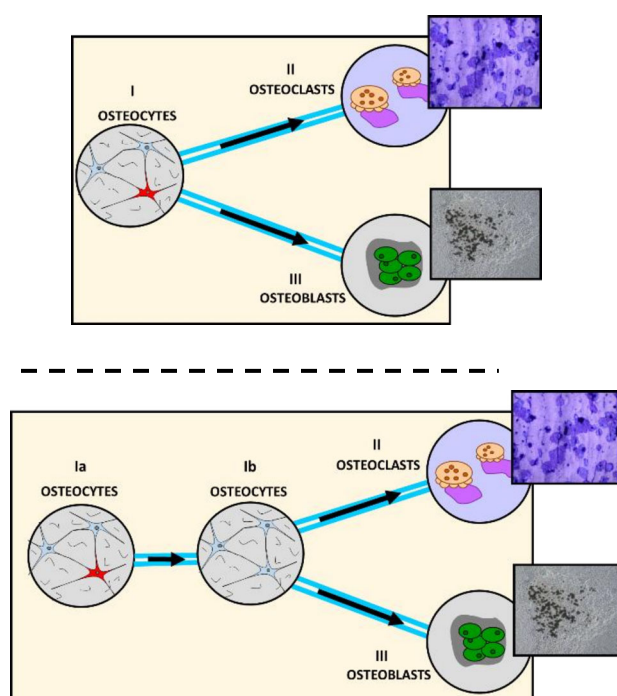 I
OSTEOCYTES
II
OSTEOCLASTS
III
OSTEOBLASTS
Ia
OSTEOCYTES
Ib
OSTEOCYTES
II
OSTEOCLASTS
III
OSTEOBLASTS